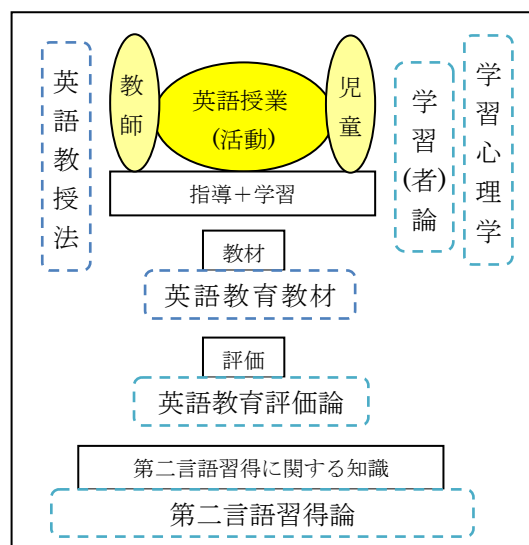 英語教授法
教師
英語授業
(活動)
児童
学習(者)論
学習心理学
指導＋学習
教材
英語教育教材
評価
英語教育評価論
第二言語習得に関する知識
第二言語習得論